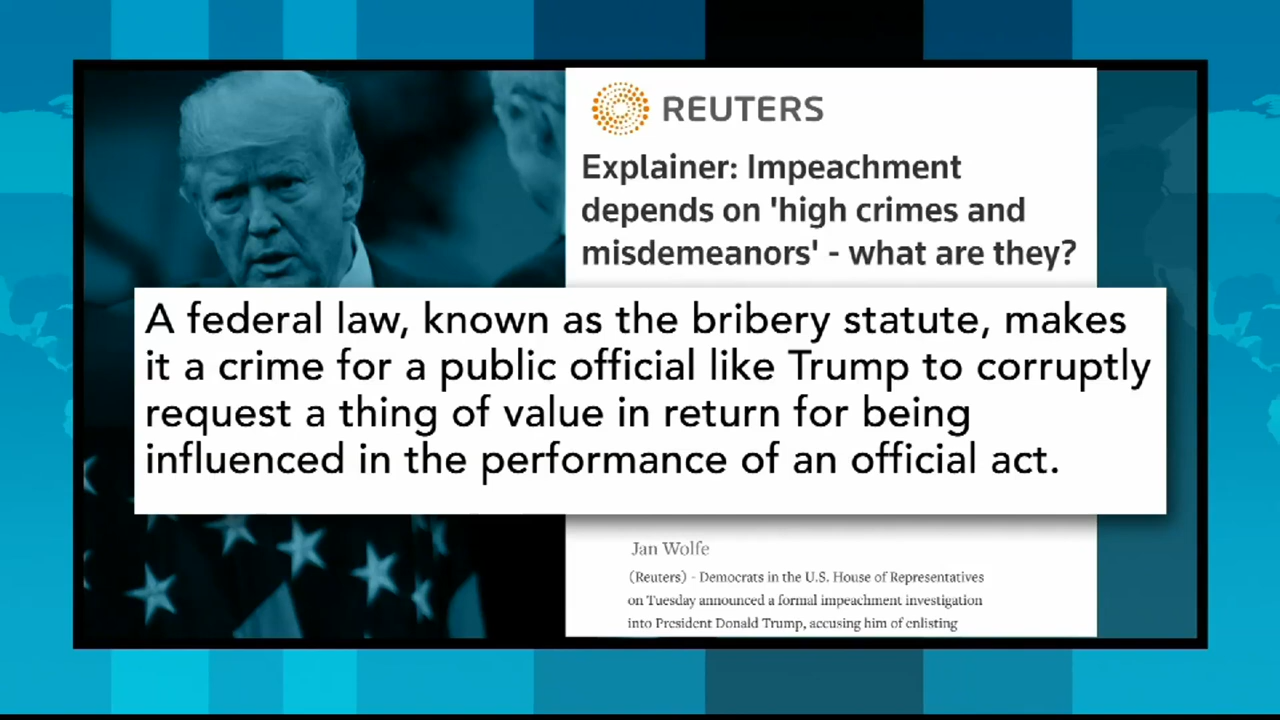 REUTERS
Explainer: Impeachment
depends on 'high crimes and
misdemeanors' - what are they?
A federal law, known as the bribery statute, makes
it a crime for a public official like Trump to corruptly
request a thing of value in return for being
influenced in the performance of an official act.
Jan Wolfe
(Reuters) - Democrats in the U.S. House of Representatives
on Tuesday announced a formal impeachment investigation
into President Donald Trump, accusing him of enlisting